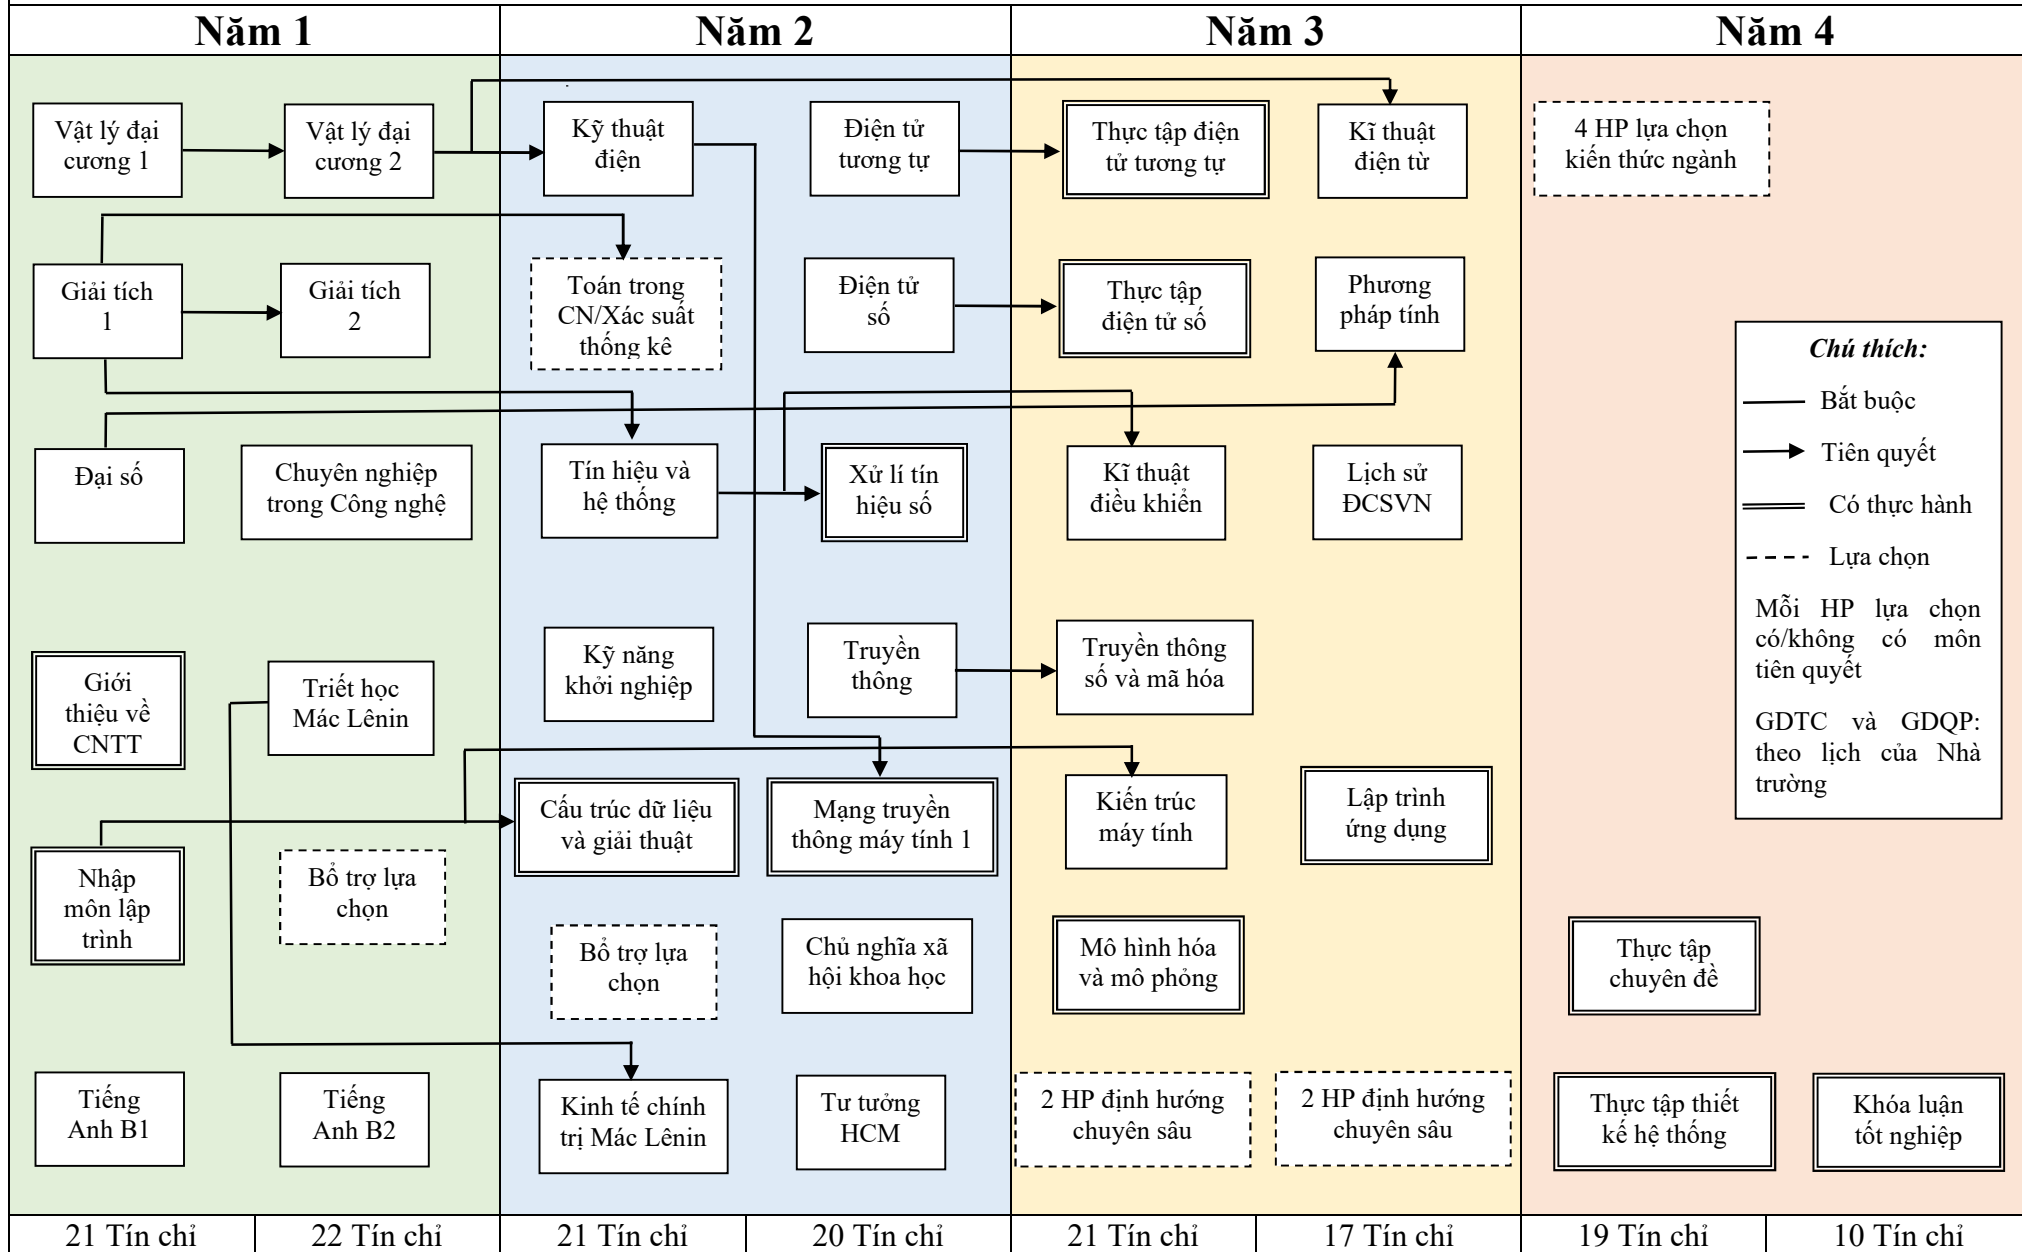 Năm 1
Năm 2
Năm 3
Năm 4
Vật lý đại
cương 1
Vật lý đại
cương 2
Kỹ thuật
điện
Điện tử
tương tự
Thực tập điện
tử tương tự
Kĩ thuật
điện từ
4 HP lựa chọn
kiến thức ngành
Giải tích
1
Giải tích
2
Toán trong
CN/Xác suất
thống kê
Điện tử
số
Thực tập
điện tử số
Phương
pháp tính
Đại số
Chuyên nghiệp
trong Công nghệ
Tín hiệu và
hệ thống
Xử lí tín
hiệu số
Kĩ thuật
điều khiển
Lịch sử
ĐCSVN
Giới
thiệu về
CNTT
Triết học
Mác Lênin
Kỹ năng
khởi nghiệp
Truyền
thông
Truyền thông
số và mã hóa
Nhập
môn lập
trình
Bổ trợ lựa
chọn
Cấu trúc dữ liệu
và giải thuật
Mạng truyền
thông máy tính 1
Kiến trúc
máy tính
Lập trình
ứng dụng
Bổ trợ lựa
chọn
Chủ nghĩa xã
hội khoa học
Mô hình hóa
và mô phỏng
Thực tập
chuyên đề
Tiếng
Anh B1
Tiếng
Anh B2
Kinh tế chính
trị Mác Lênin
Tư tưởng
HCM
2 HP định hướng
chuyên sâu
2 HP định hướng
chuyên sâu
Thực tập thiết
kế hệ thống
Khóa luận
tốt nghiệp
Chú thích:
Bắt buộc
Tiên quyết
Có thực hành
Lựa chọn
Mỗi HP lựa chọn
có/không có môn
tiên quyết
GDTC và GDQP:
theo lịch của Nhà
trường
21 Tín chỉ
22 Tín chỉ
21 Tín chỉ
20 Tín chỉ
21 Tín chỉ
17 Tín chỉ
19 Tín chỉ
10 Tín chỉ